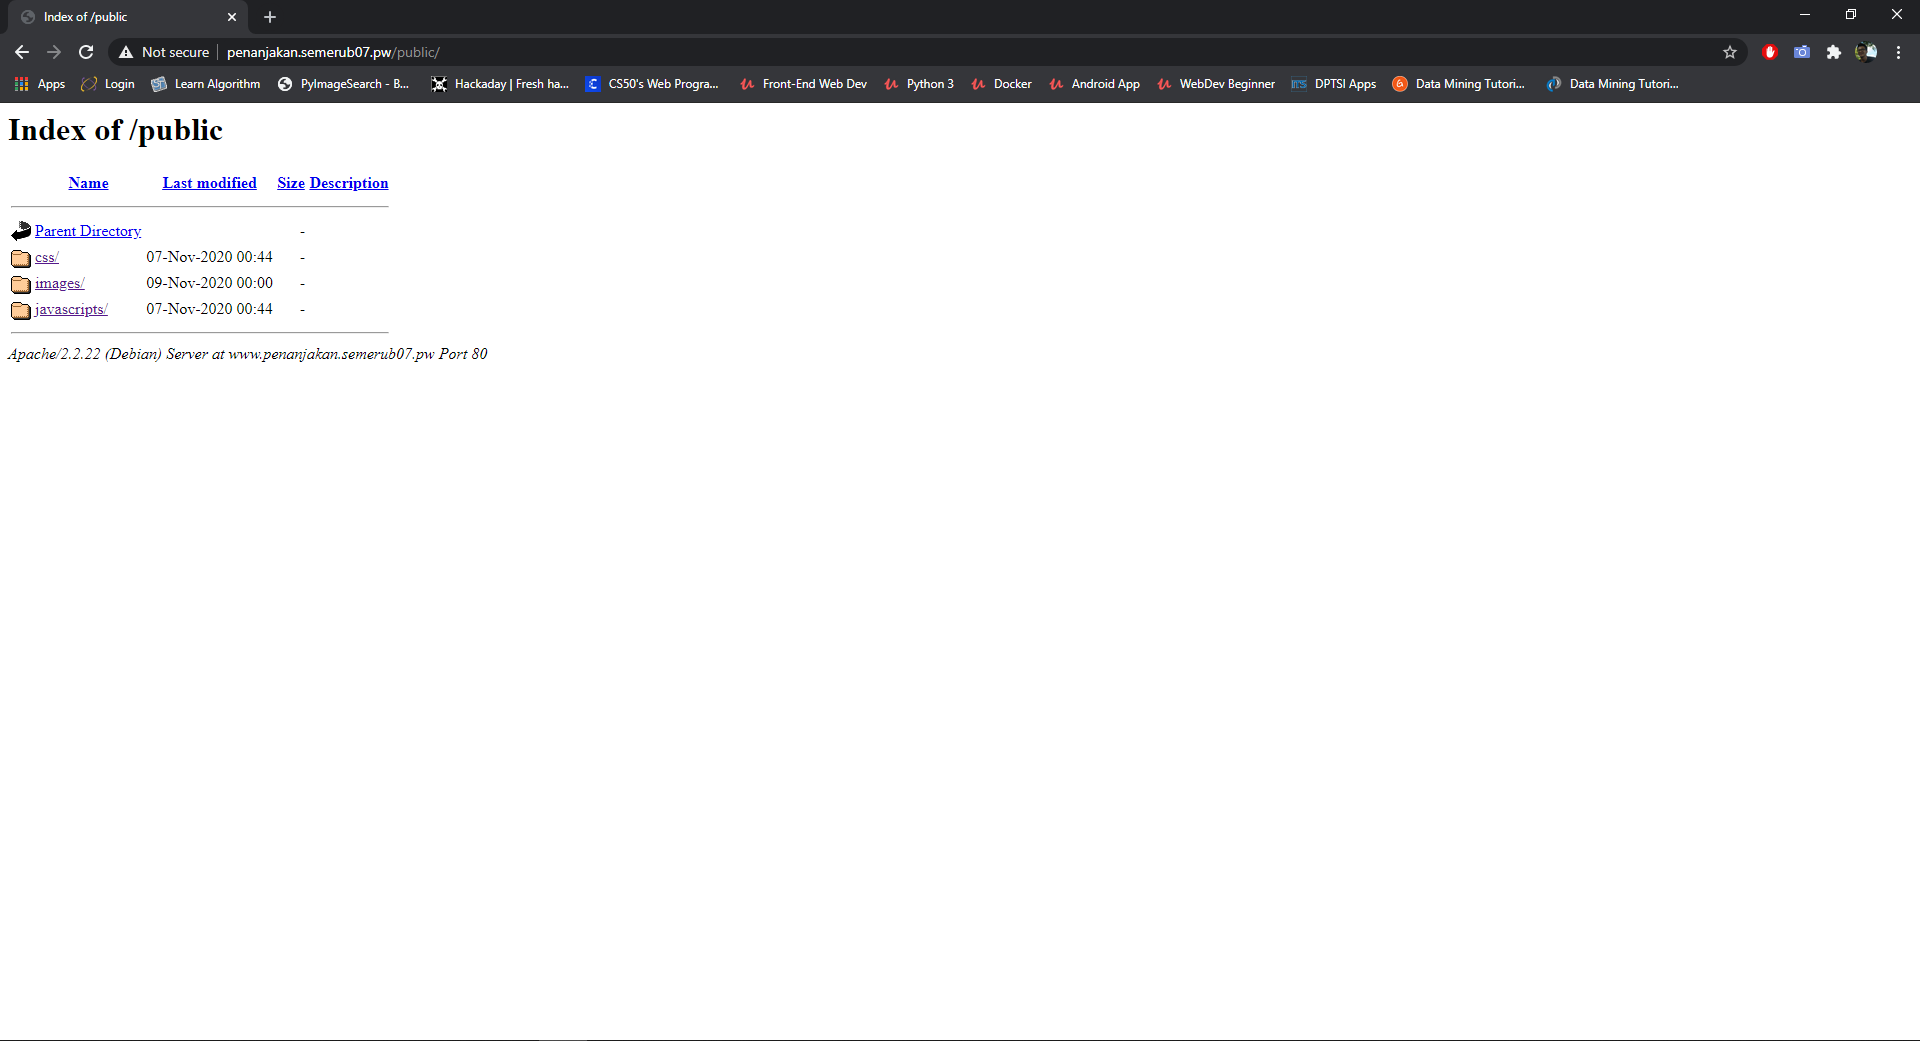 Index of /public
Not secure penanjakan.semerub07.pw/public/
Apps Login Learn Algorithm PyImageSearch - B... Hackaday | Fresh ha... CS50's Web Progra... Front-End Web Dev Python 3 Docker Android App WebDev Beginner DPTSI Apps Data Mining Tutori... Data Mining Tutori...
Index of /public
Name Last modified Size Description
Parent Directory -
css/ 07-Nov-2020 00:44 -
images/ 09-Nov-2020 00:00 -
javascripts/ 07-Nov-2020 00:44 -
Apache/2.2.22 (Debian) Server at www.penanjakan.semerub07.pw Port 80